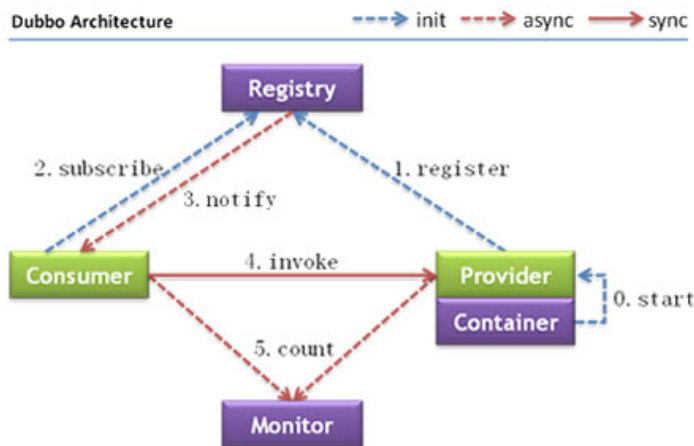 Dubbo Architecture
init
async
sync
Registry
2. subscribe
1. register
3. notify
Consumer
4. invoke
Provider
0. start
Container
5. count
Monitor